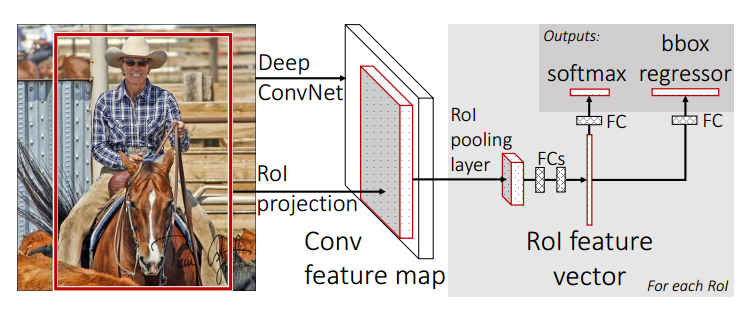 Outputs:
softmax
bbox
regressor
Deep
ConvNet
RoI
projection
Conv
feature map
RoI
pooling
layer
FCs
FC
FC
RoI feature
vector
For each RoI